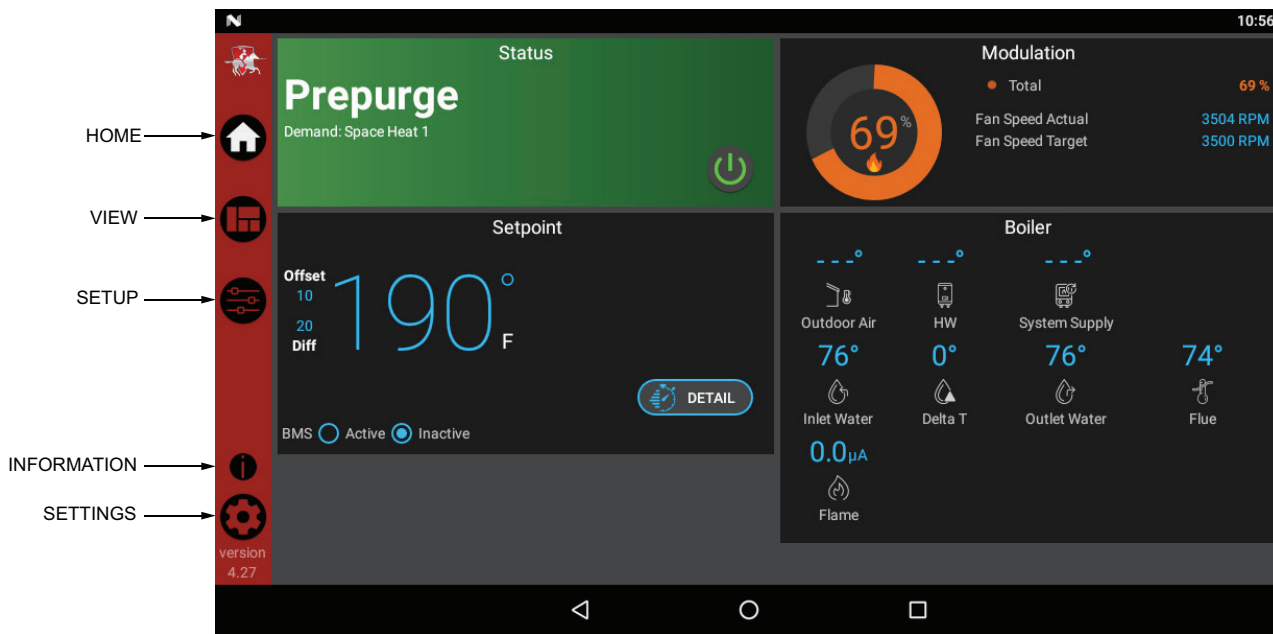 10:56
HOME
VIEW
SETUP
INFORMATION
SETTINGS
version
4.27
Status
Prepurge
Demand: Space Heat 1
Modulation
69%
Total 69 %
Fan Speed Actual 3504 RPM
Fan Speed Target 3500 RPM
Setpoint
Offset
10
20
Diff
190° F
DETAIL
BMS Active Inactive
Boiler
- - -° - - -° - - -°
Outdoor Air HW System Supply
76° 0° 76° 74°
Inlet Water Delta T Outlet Water Flue
0.0µA
Flame